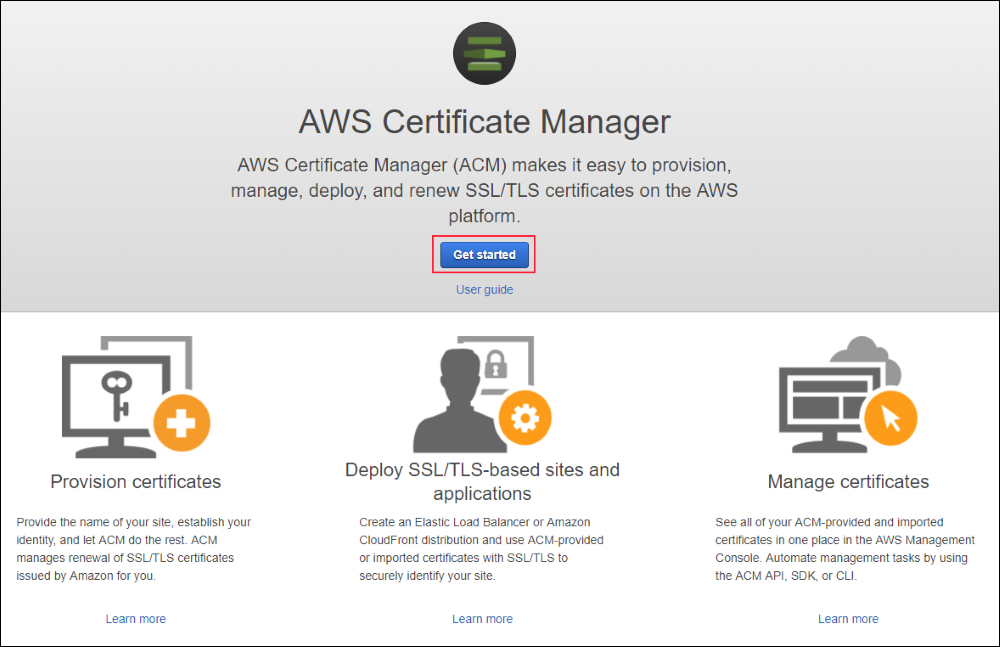 AWS Certificate Manager
AWS Certificate Manager (ACM) makes it easy to provision,
manage, deploy, and renew SSL/TLS certificates on the AWS
platform.
Get started
User guide
Provision certificates
Provide the name of your site, establish your
identity, and let ACM do the rest. ACM
manages renewal of SSL/TLS certificates
issued by Amazon for you.
Learn more
Deploy SSL/TLS-based sites and
applications
Create an Elastic Load Balancer or Amazon
CloudFront distribution and use ACM-provided
or imported certificates with SSL/TLS to
securely identify your site.
Learn more
Manage certificates
See all of your ACM-provided and imported
certificates in one place in the AWS Management
Console. Automate management tasks by using
the ACM API, SDK, or CLI.
Learn more